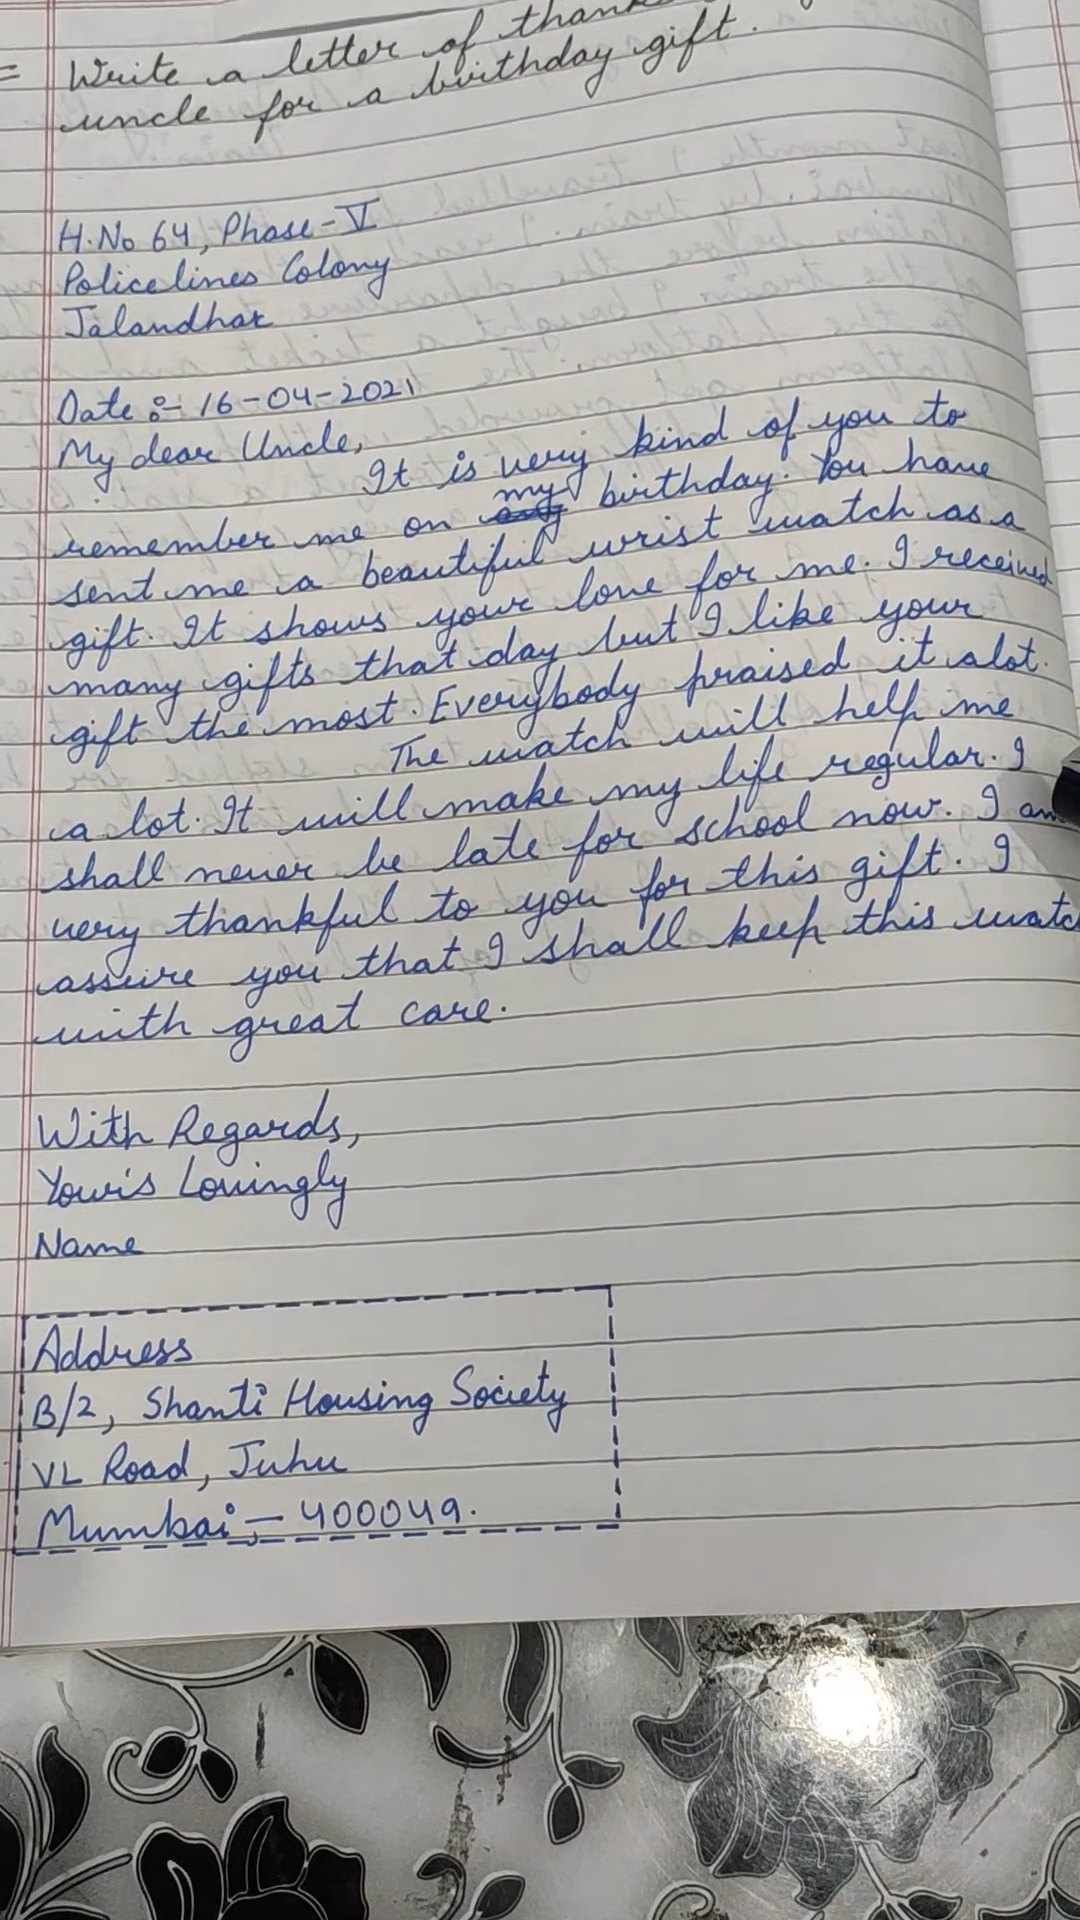 = Write a letter of thank
uncle for a birthday gift.
H.No 64, Phase-V
Police lines Colony
Jalandhar
Date :- 16-04-2021
My dear Uncle,
It is very kind of you to
remember me on my birthday. You have
sent me a beautiful wrist watch as a
gift. It shows your love for me. I received
many gifts that day but I like your
gift the most. Everybody praised it alot.
The watch will help me
a lot. It will make my life regular. I
shall never be late for school now. I am
very thankful to you for this gift. I
assure you that I shall keep this watc
with great care.
With Regards,
Your's Lovingly
Name
Address
B/2, Shanti Housing Society
VL Road, Juhu
Mumbai,- 400049.